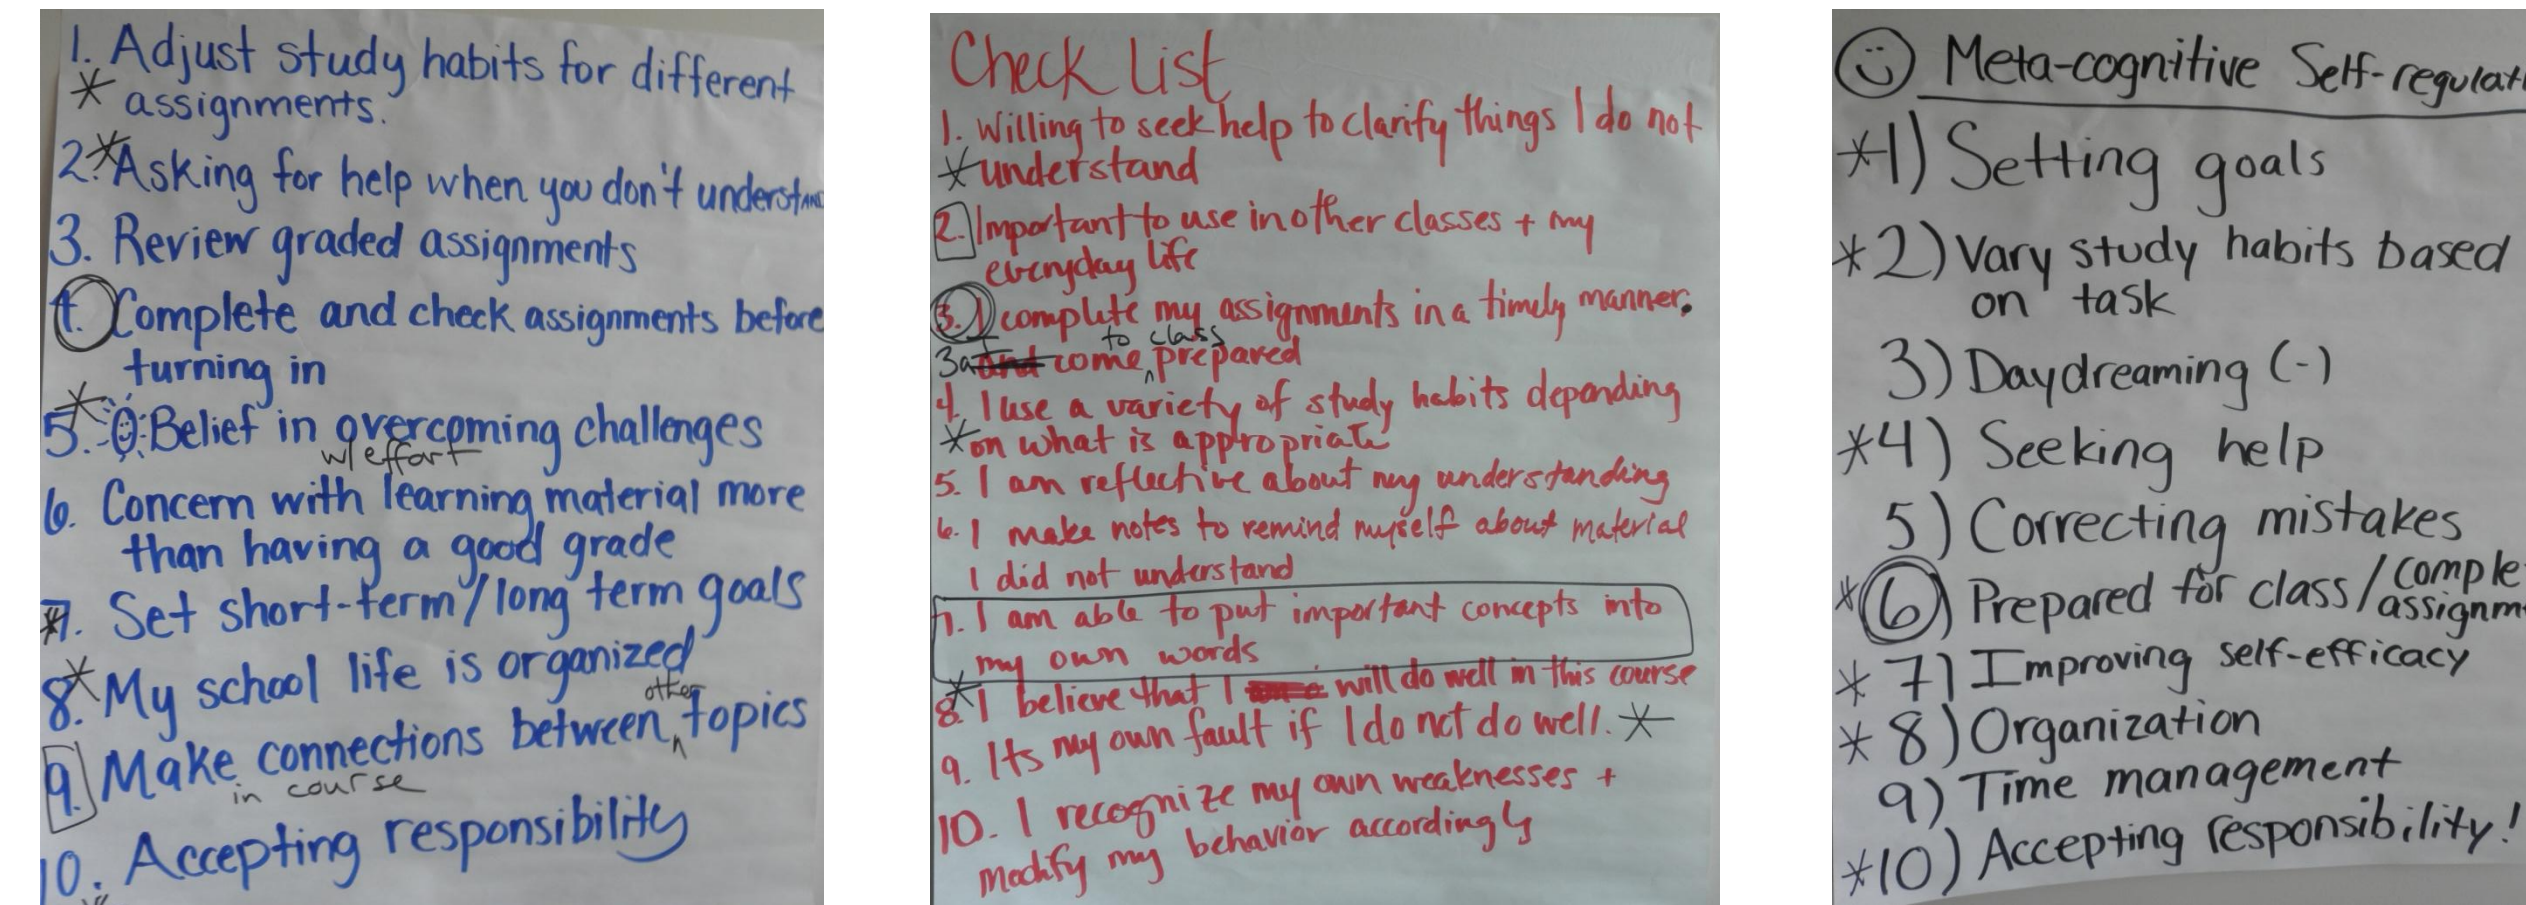 1. Adjust study habits for different
* assignments.
2.* Asking for help when you don't understand
3. Review graded assignments
4. Complete and check assignments before
turning in
5.* Belief in overcoming challenges
w/ effort
6. Concern with learning material more
than having a good grade
*7. Set short-term/long term goals
8.* My school life is organized
other
9. Make connections between ^ topics
in course
10. Accepting responsibility
Check List
1. Willing to seek help to clarify things I do not
* understand
2. Important to use in other classes + my
everyday life
3. I complete my assignments in a timely manner.
to class
3a I come ^ prepared
4. I use a variety of study habits depending
* on what is appropriate
5. I am reflective about my understanding
6. I make notes to remind myself about material
I did not understand
7. I am able to put important concepts into
my own words
* 8. I believe that I will do well in this course
9. Its my own fault if I do not do well. *
10. I recognize my own weaknesses +
modify my behavior accordingly
Meta-cognitive Self-regulati
*1) Setting goals
*2) Vary study habits based
on task
3) Daydreaming (-)
*4) Seeking help
5) Correcting mistakes
*6) Prepared for class/comple
assignm
*7) Improving self-efficacy
*8) Organization
9) Time management
*10) Accepting responsibility!